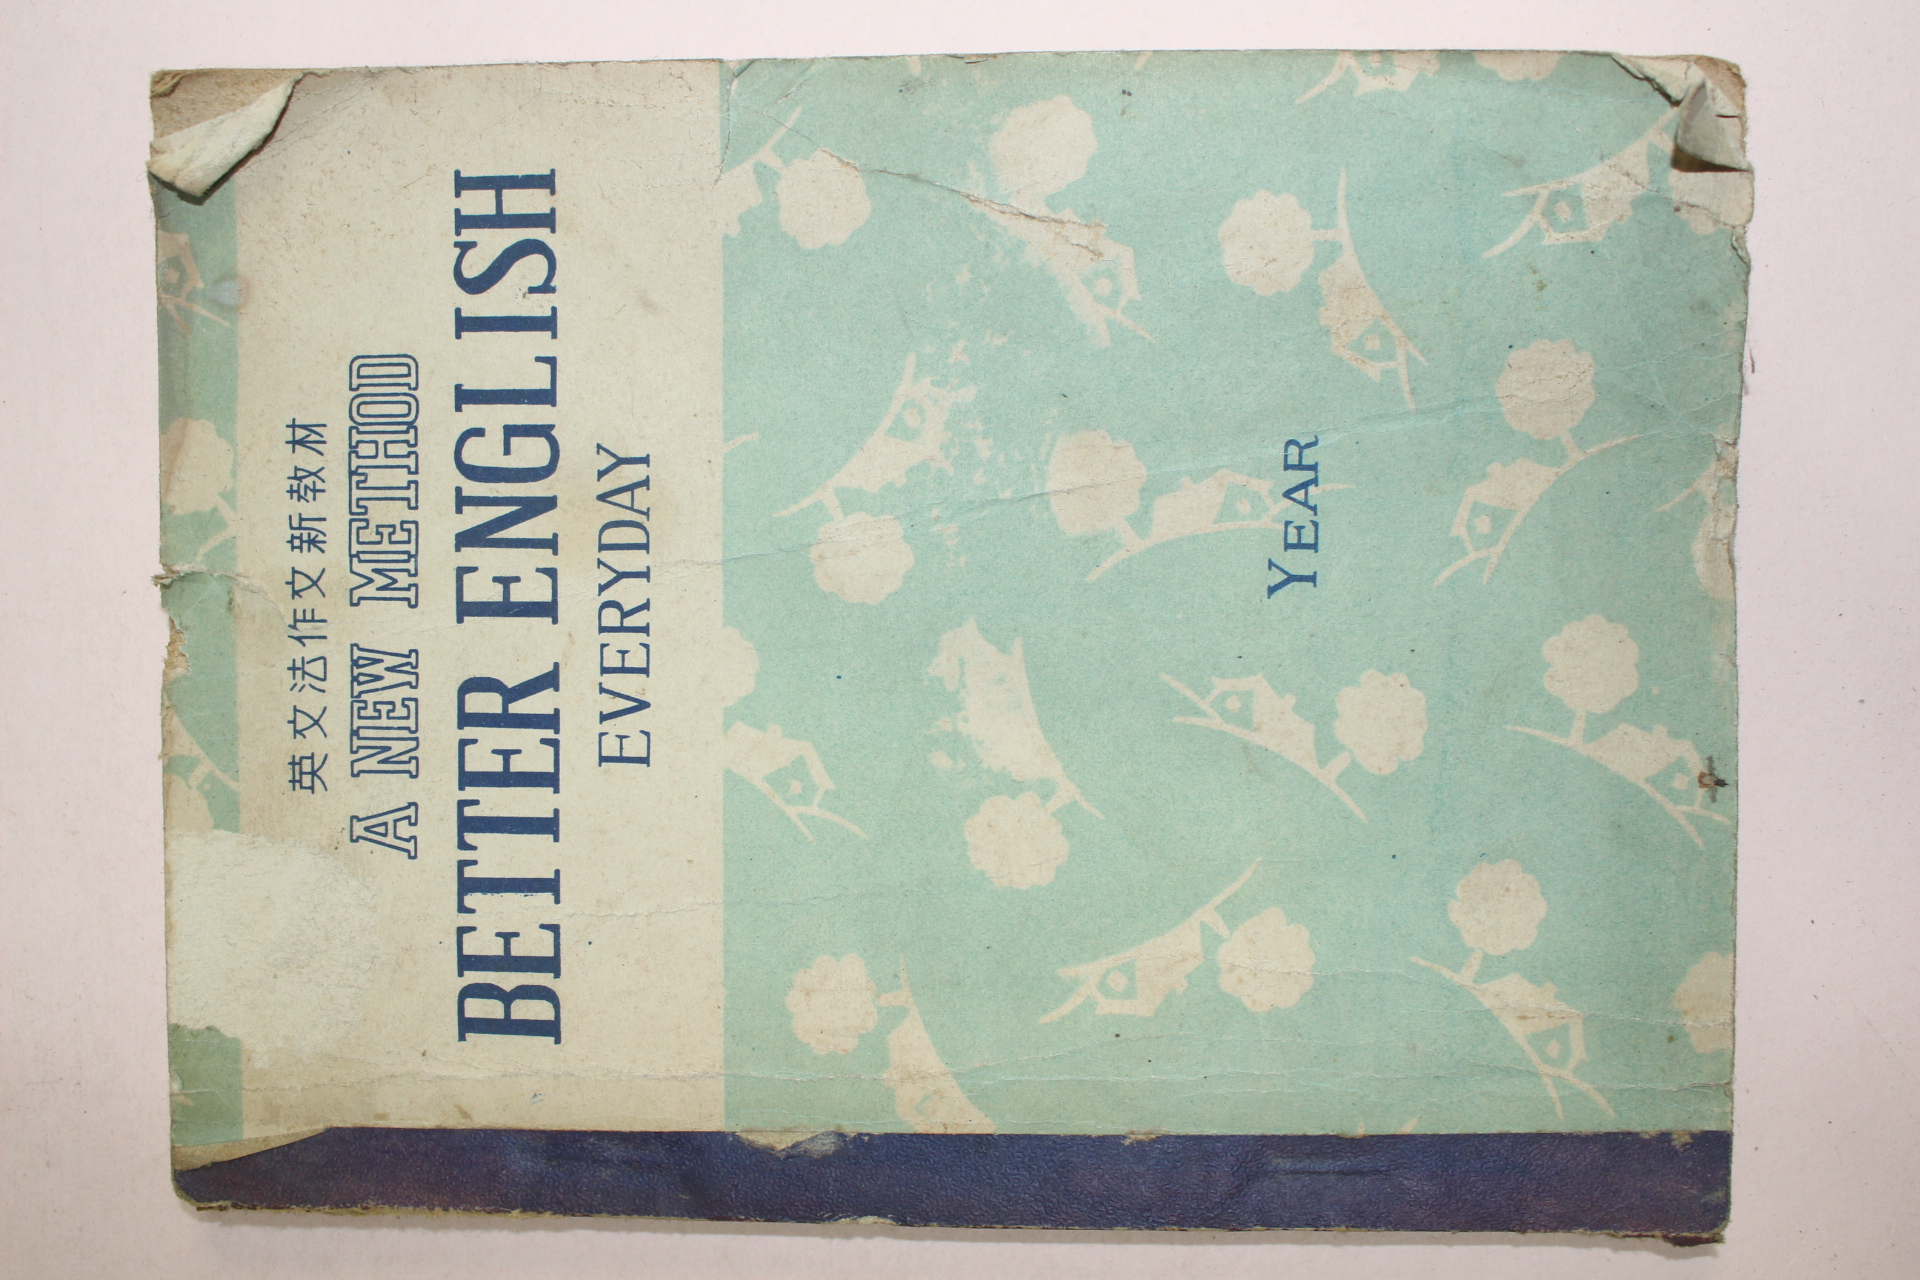 英文法作文新教材
A NEW METHOD
BETTER ENGLISH
EVERYDAY
YEAR